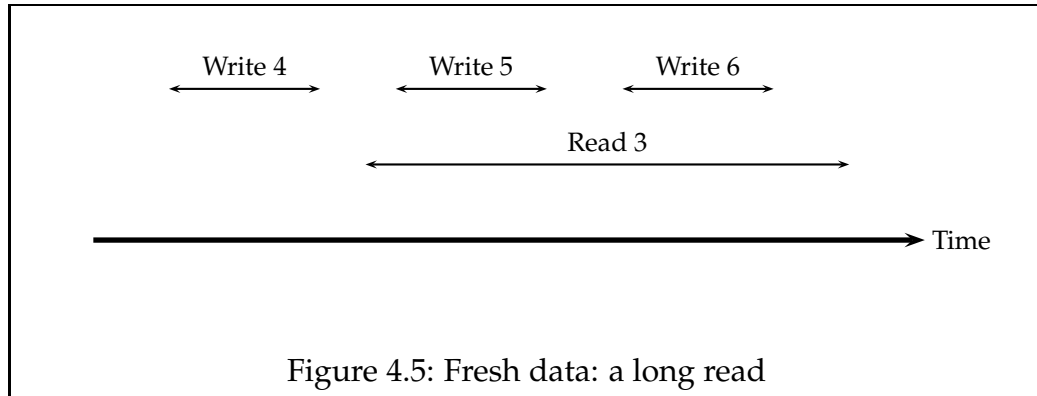 Write 4 Write 5 Write 6
Read 3
Time
Figure 4.5: Fresh data: a long read